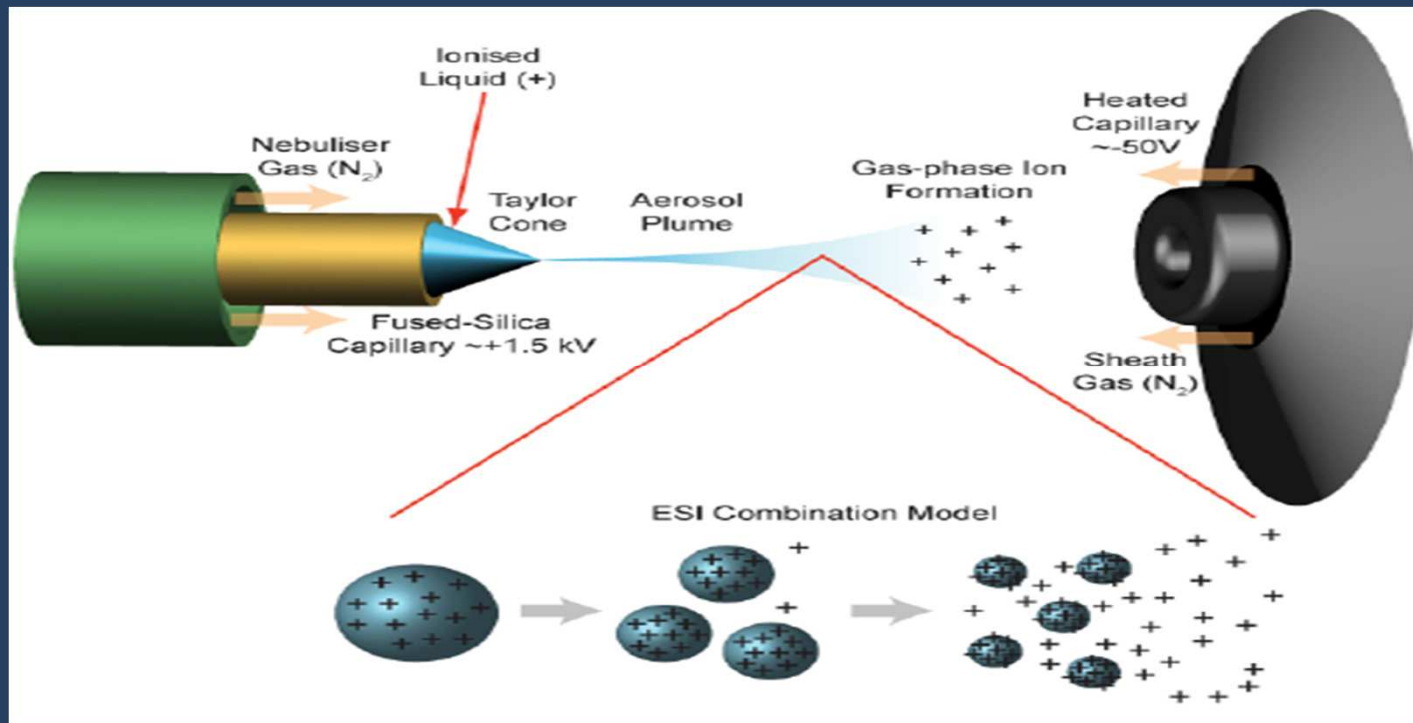 Ionised
Liquid (+)
Nebuliser
Gas (N₂)
Taylor
Cone
Aerosol
Plume
Gas-phase Ion
Formation
Heated
Capillary
~-50V
Fused-Silica
Capillary ~+1.5 kV
Sheath
Gas (N₂)
ESI Combination Model